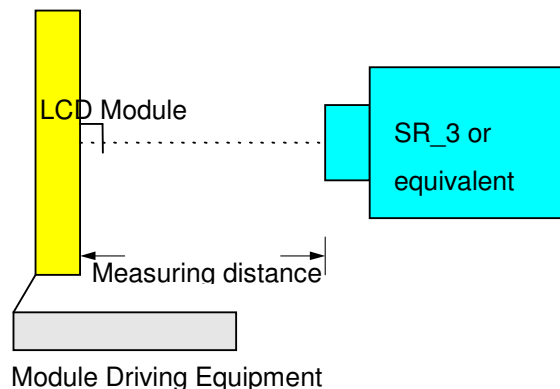 LCD Module
SR_3 or
equivalent
Measuring distance
Module Driving Equipment